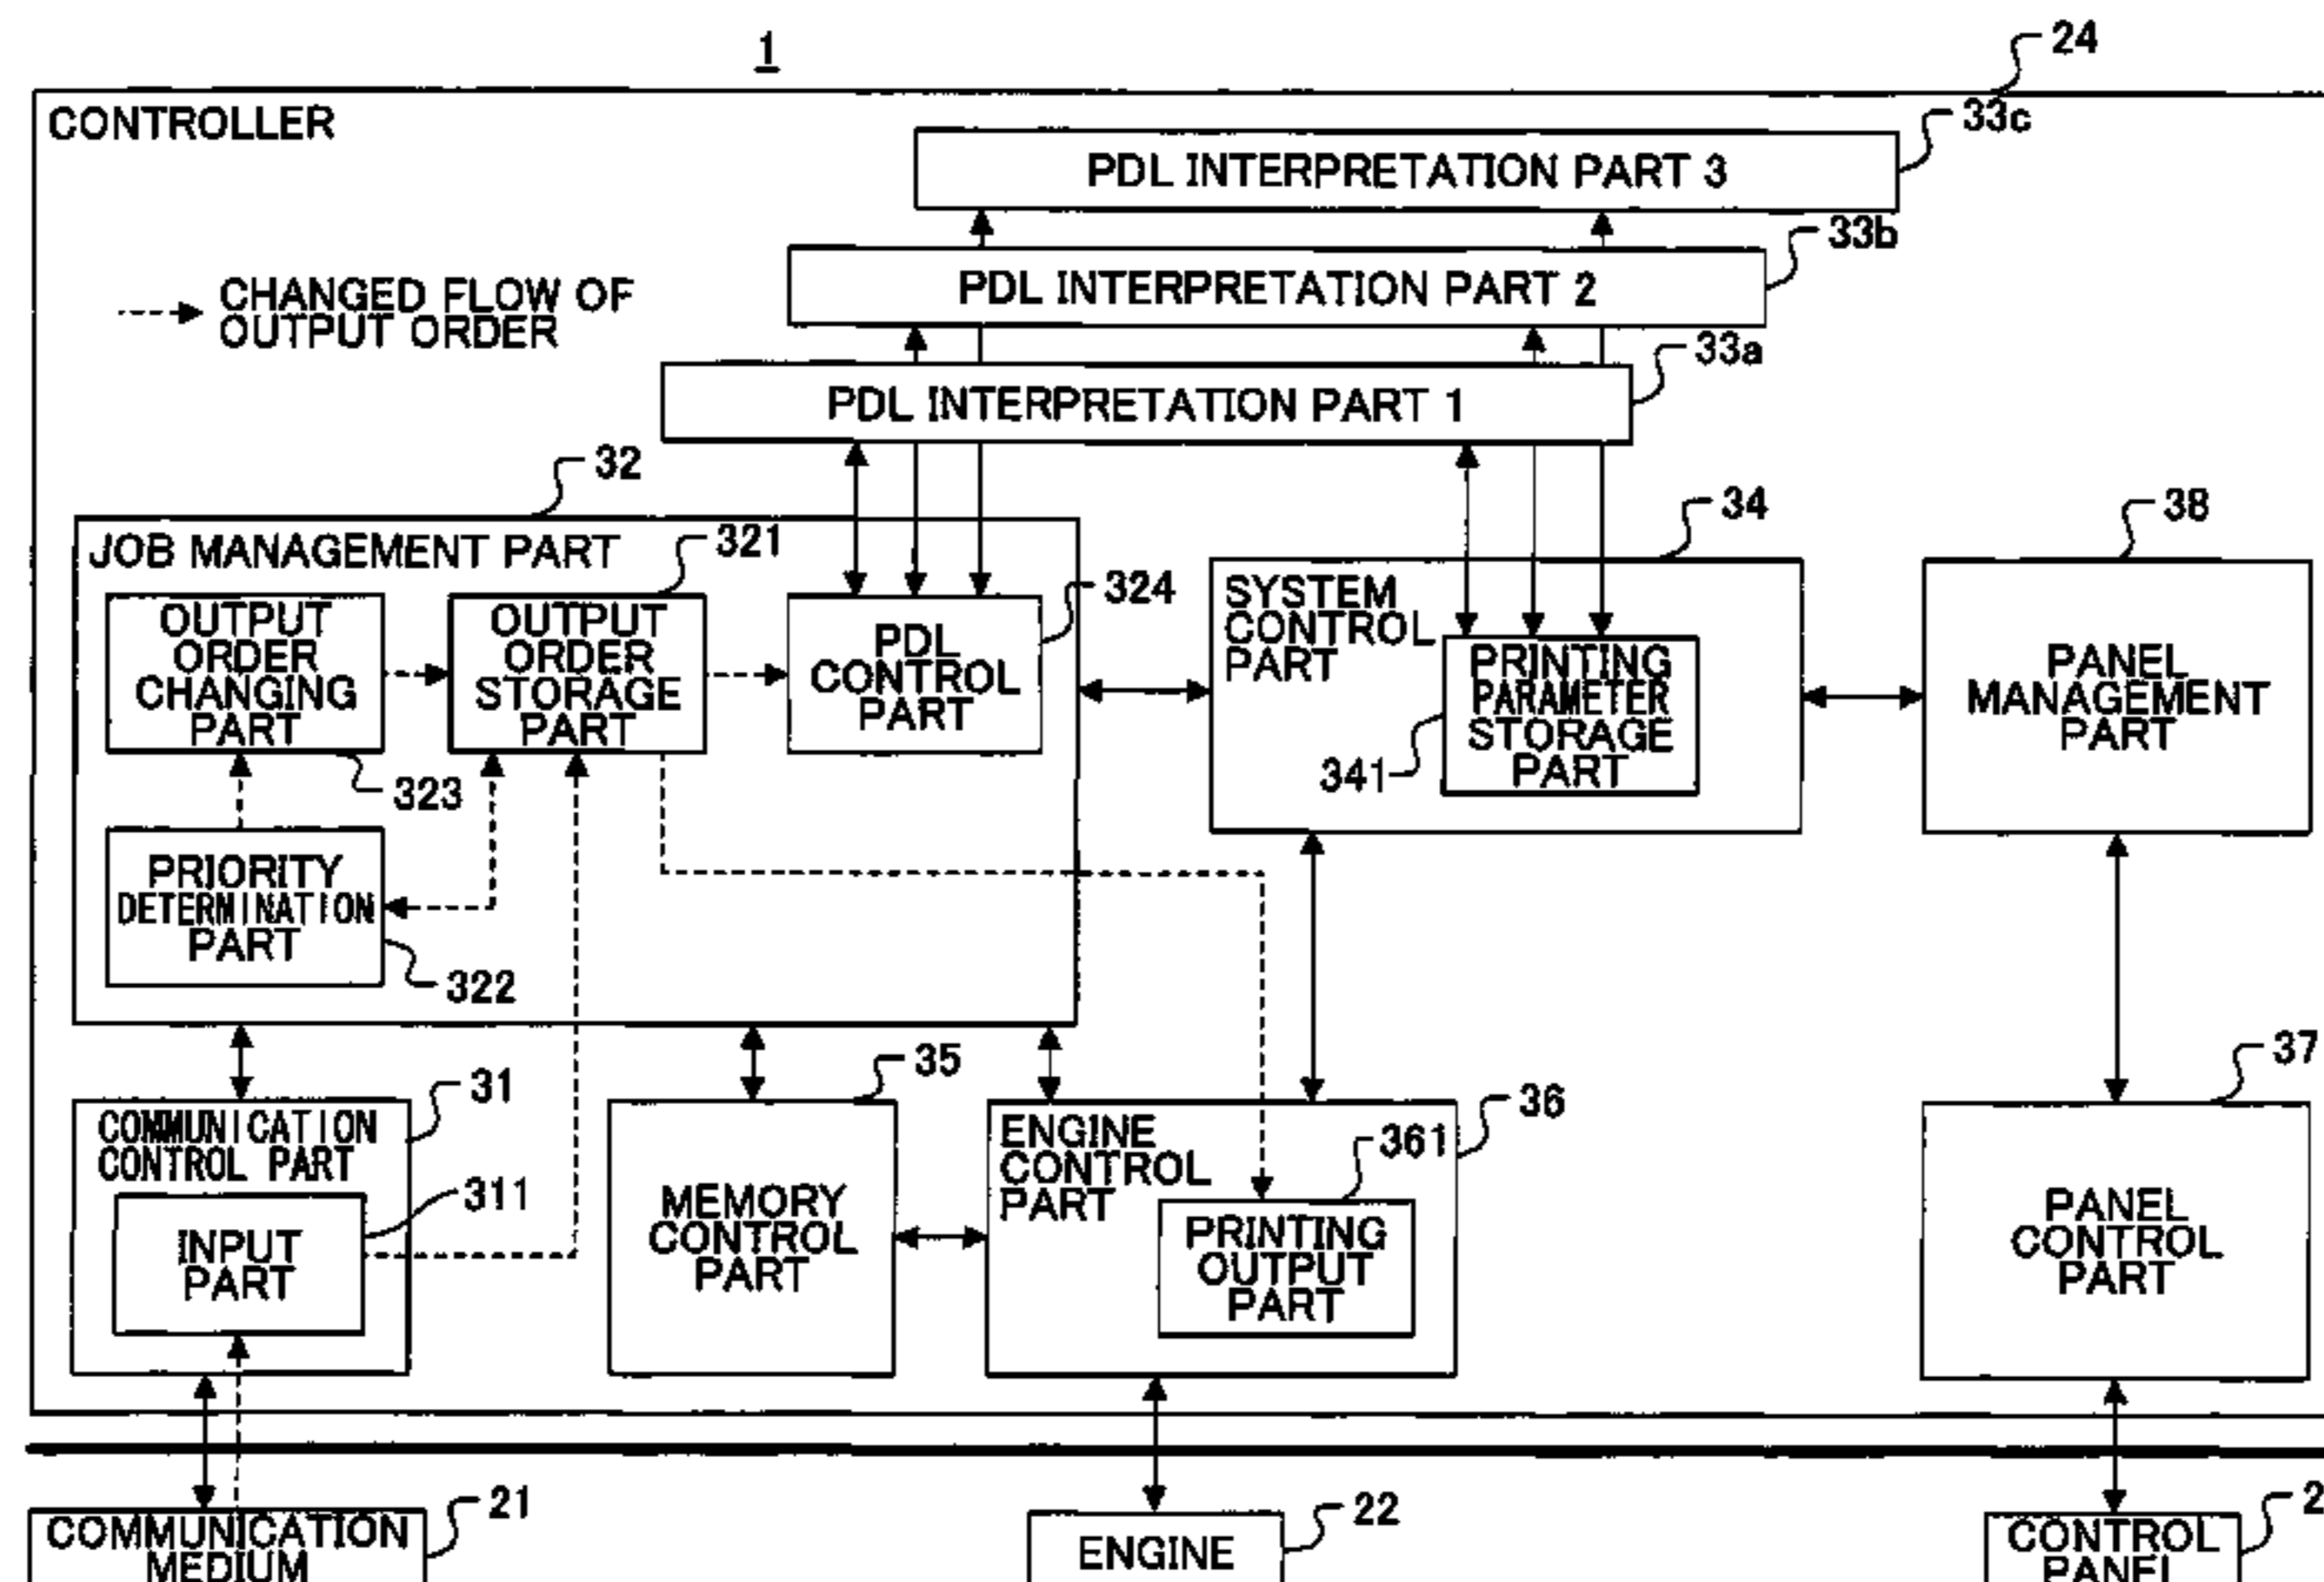 1
24
CONTROLLER
33c
PDL INTERPRETATION PART 3
33b
PDL INTERPRETATION PART 2
CHANGED FLOW OF
OUTPUT ORDER
33a
PDL INTERPRETATION PART 1
32
34
38
JOB MANAGEMENT PART
321
324
OUTPUT
ORDER
CHANGING
PART
OUTPUT
ORDER
STORAGE
PART
PDL
CONTROL
PART
SYSTEM
CONTROL
PART
PRINTING
PARAMETER
STORAGE
PART
341
PANEL
MANAGEMENT
PART
323
PRIORITY
DETERMINATION
PART
322
31
35
36
37
COMMUNICATION
CONTROL PART
311
INPUT
PART
MEMORY
CONTROL
PART
ENGINE
CONTROL
PART
361
PRINTING
OUTPUT
PART
PANEL
CONTROL
PART
21
COMMUNICATION
MEDIUM
22
ENGINE
2
CONTROL
PANEL